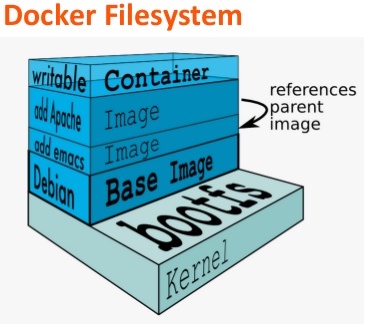 Docker Filesystem
writable Container
references
parent
image
add Apache Image
add emacs Image
Debian Base Image
bootfs
Kernel